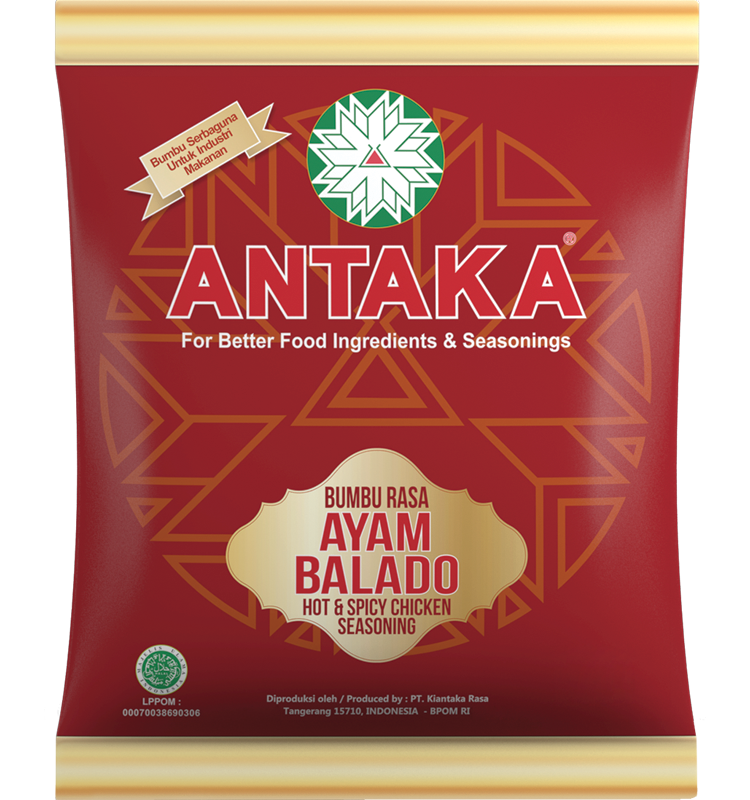 Bumbu Serbaguna
Untuk Industri
Makanan
ANTAKA®
For Better Food Ingredients & Seasonings
BUMBU RASA
AYAM
BALADO
HOT & SPICY CHICKEN
SEASONING
LPPOM :
00070038690306
Diproduksi oleh / Produced by : PT. Kiantaka Rasa
Tangerang 15710, INDONESIA - BPOM RI